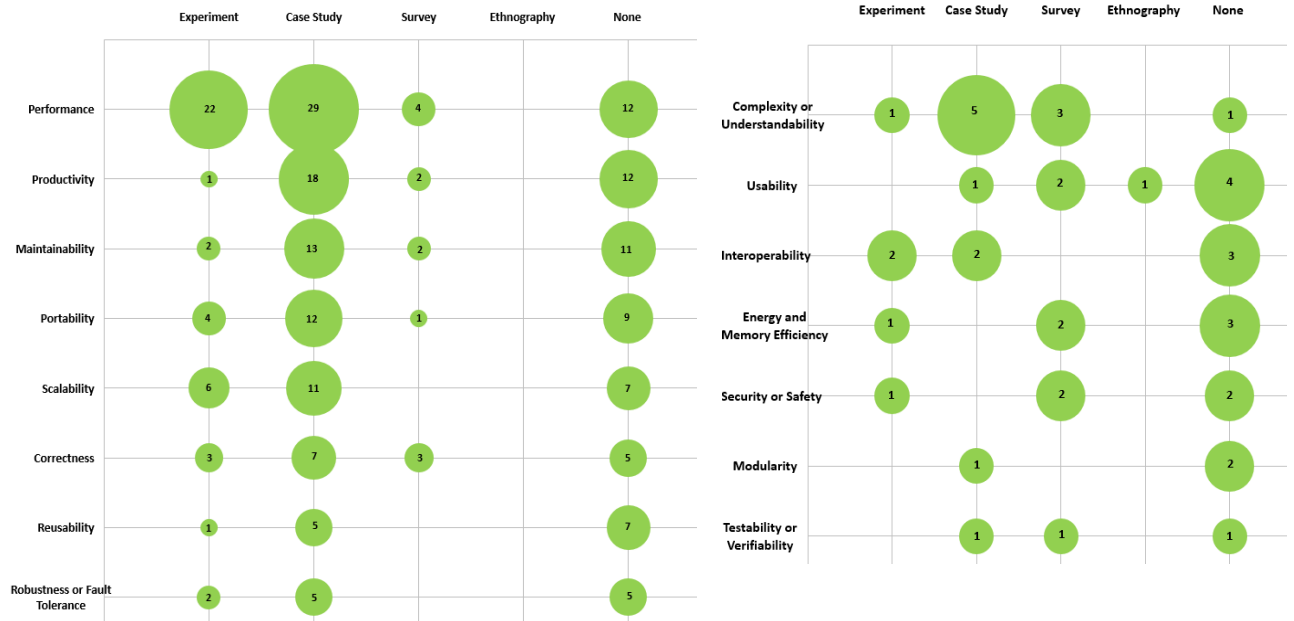 Experiment Case Study Survey Ethnography None
Performance 22 29 4 12
Productivity 1 18 2 12
Maintainability 2 13 2 11
Portability 4 12 1 9
Scalability 6 11 7
Correctness 3 7 3 5
Reusability 1 5 7
Robustness or Fault
Tolerance 2 5 5
Experiment Case Study Survey Ethnography None
Complexity or
Understandability 1 5 3 1
Usability 1 2 1 4
Interoperability 2 2 3
Energy and
Memory Efficiency 1 2 3
Security or Safety 1 2 2
Modularity 1 2
Testability or
Verifiability 1 1 1